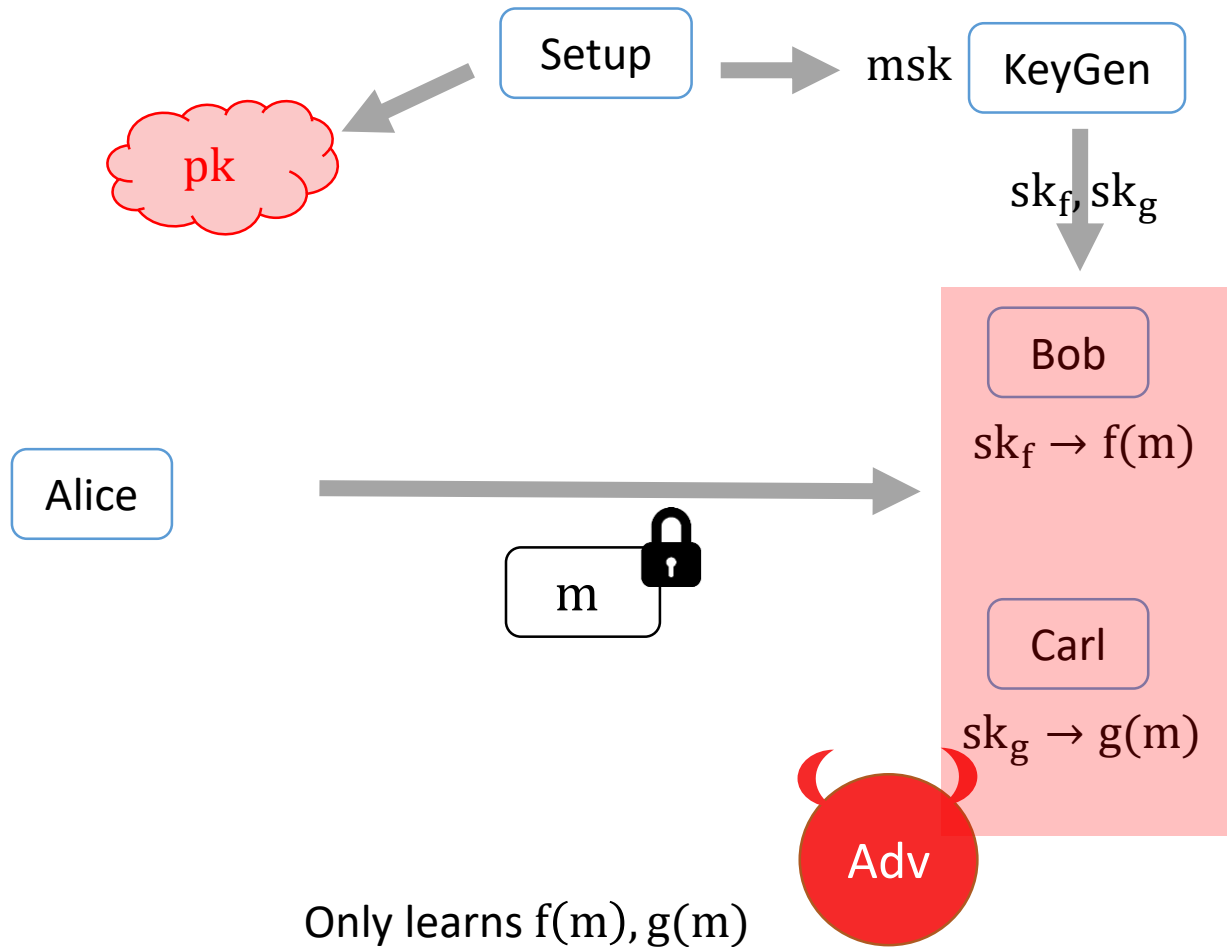 Setup
msk
KeyGen
pk
sk_f, sk_g
Bob
sk_f → f(m)
Alice
m
Carl
sk_g → g(m)
Adv
Only learns f(m), g(m)